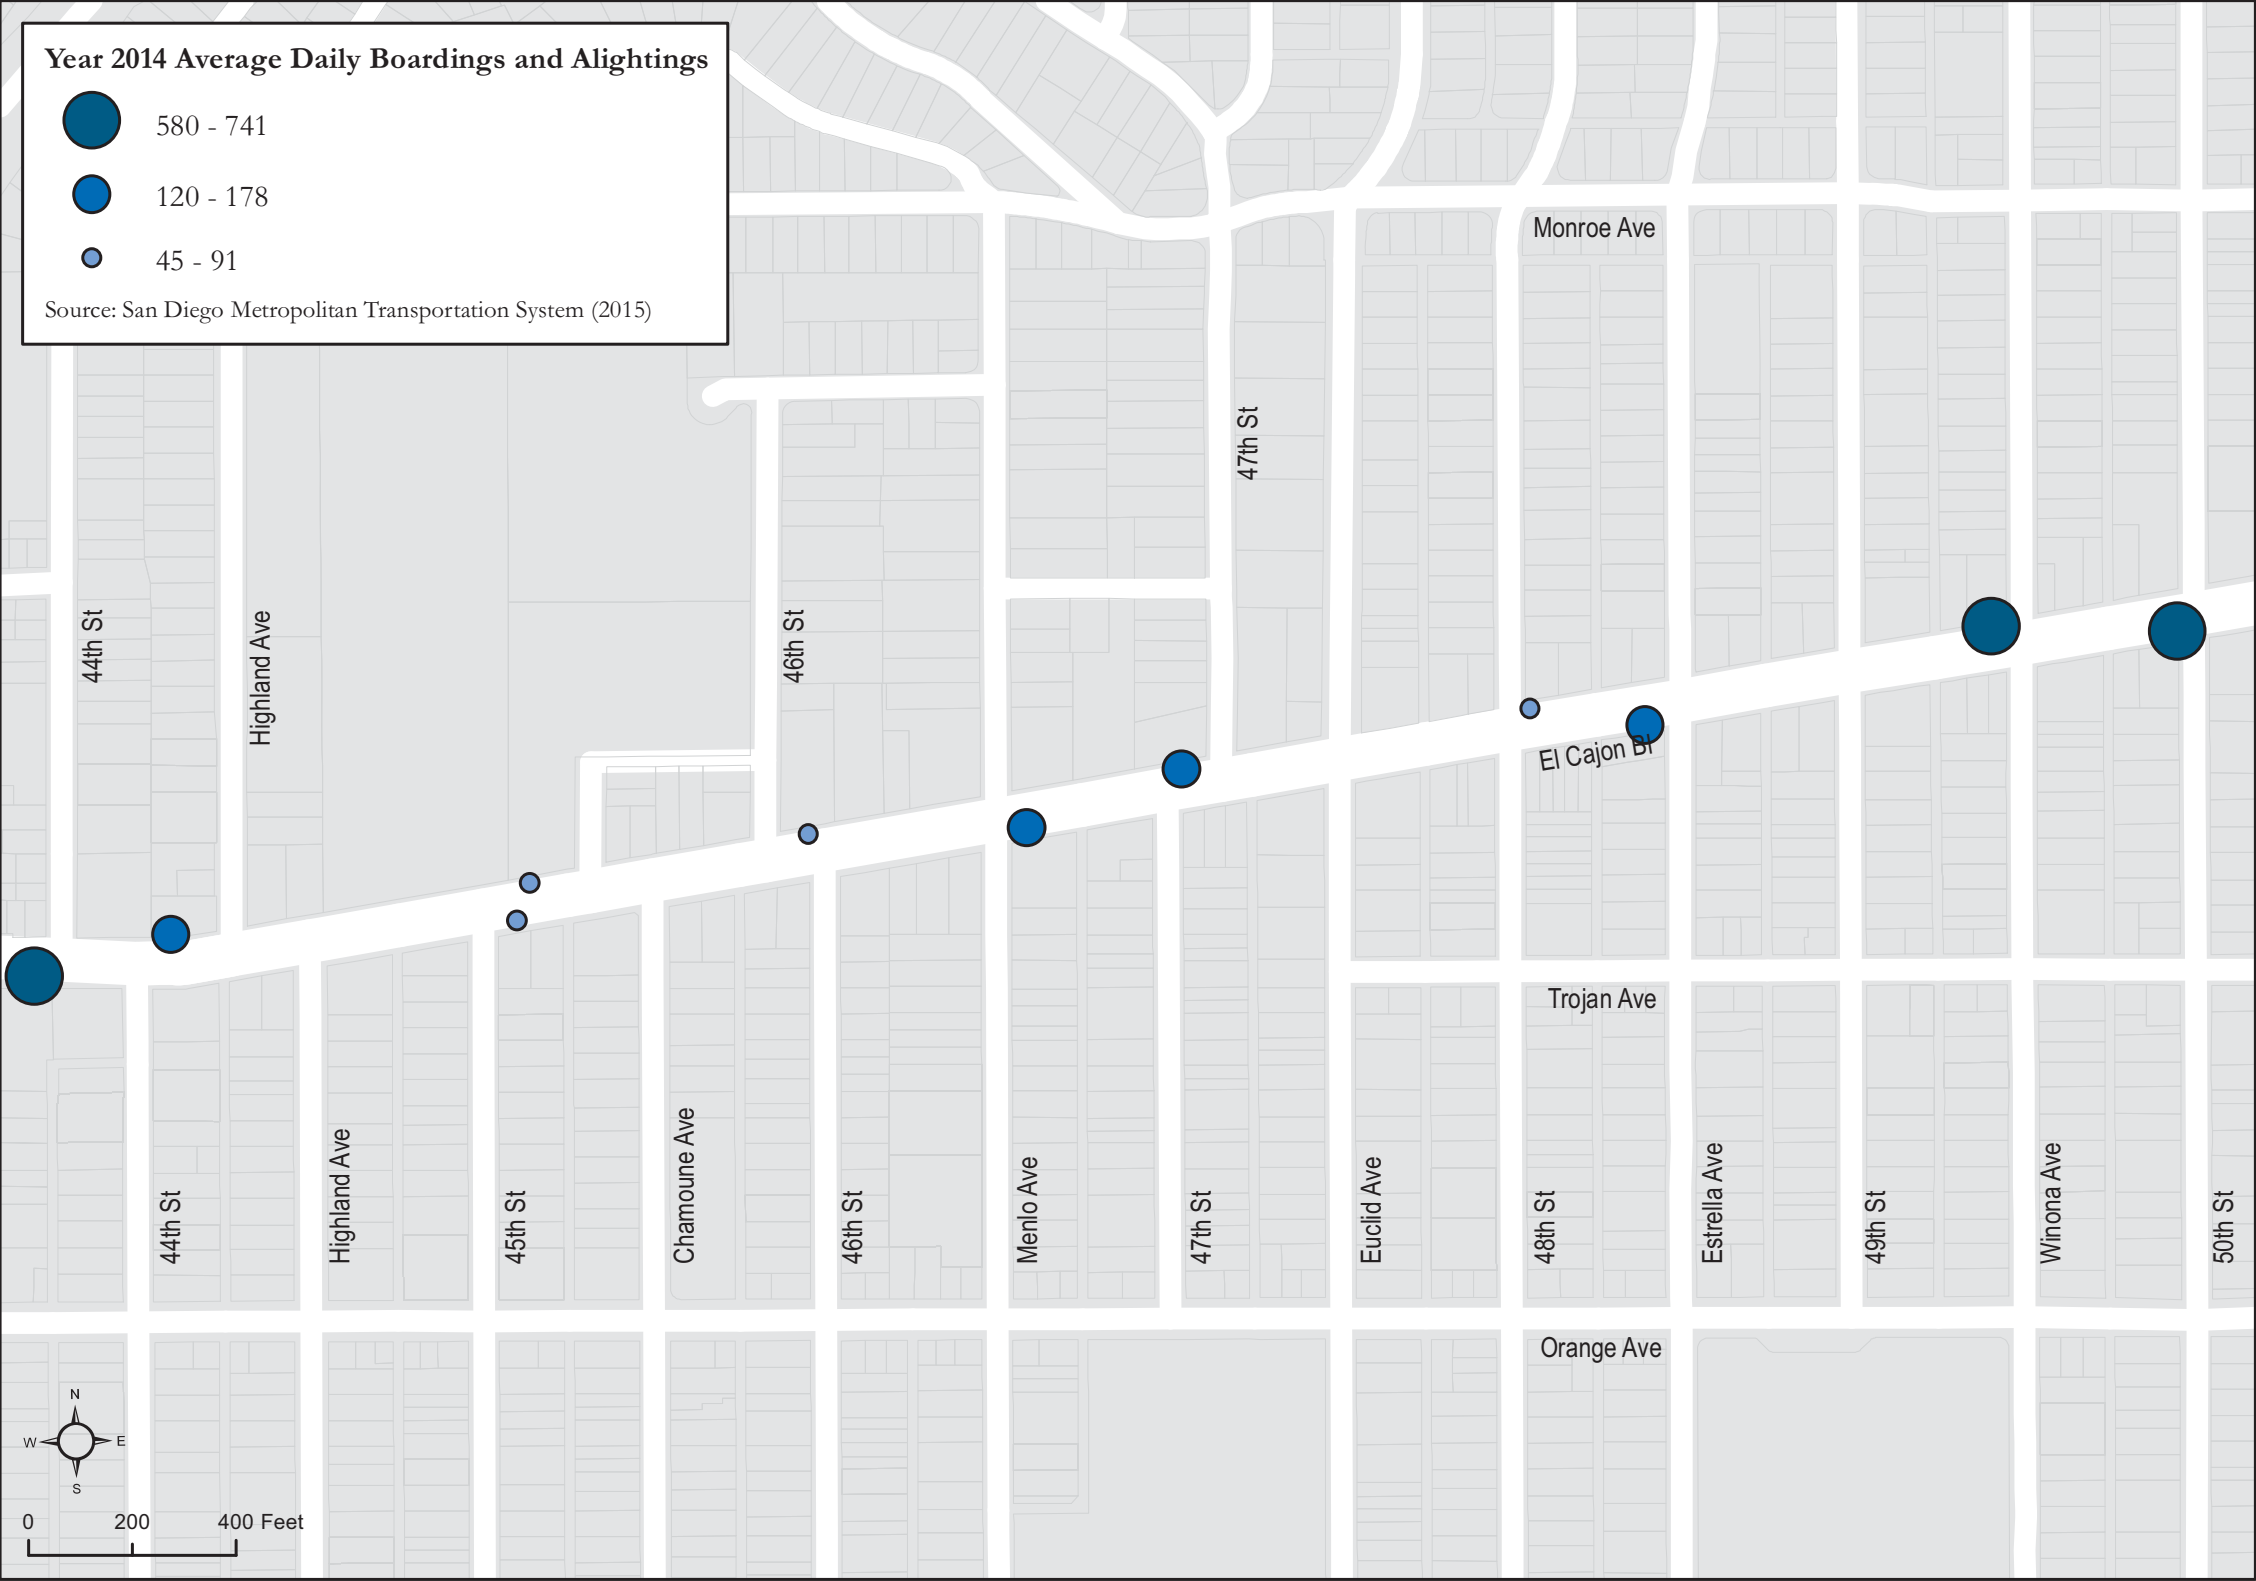 Year 2014 Average Daily Boardings and Alightings
580 - 741
120 - 178
45 - 91
Source: San Diego Metropolitan Transportation System (2015)
Monroe Ave
47th St
44th St
Highland Ave
46th St
El Cajon Bl
Trojan Ave
44th St
Highland Ave
45th St
Chamoune Ave
46th St
Menlo Ave
47th St
Euclid Ave
48th St
Estrella Ave
49th St
Winona Ave
50th St
Orange Ave
N
W E
S
0 200 400 Feet